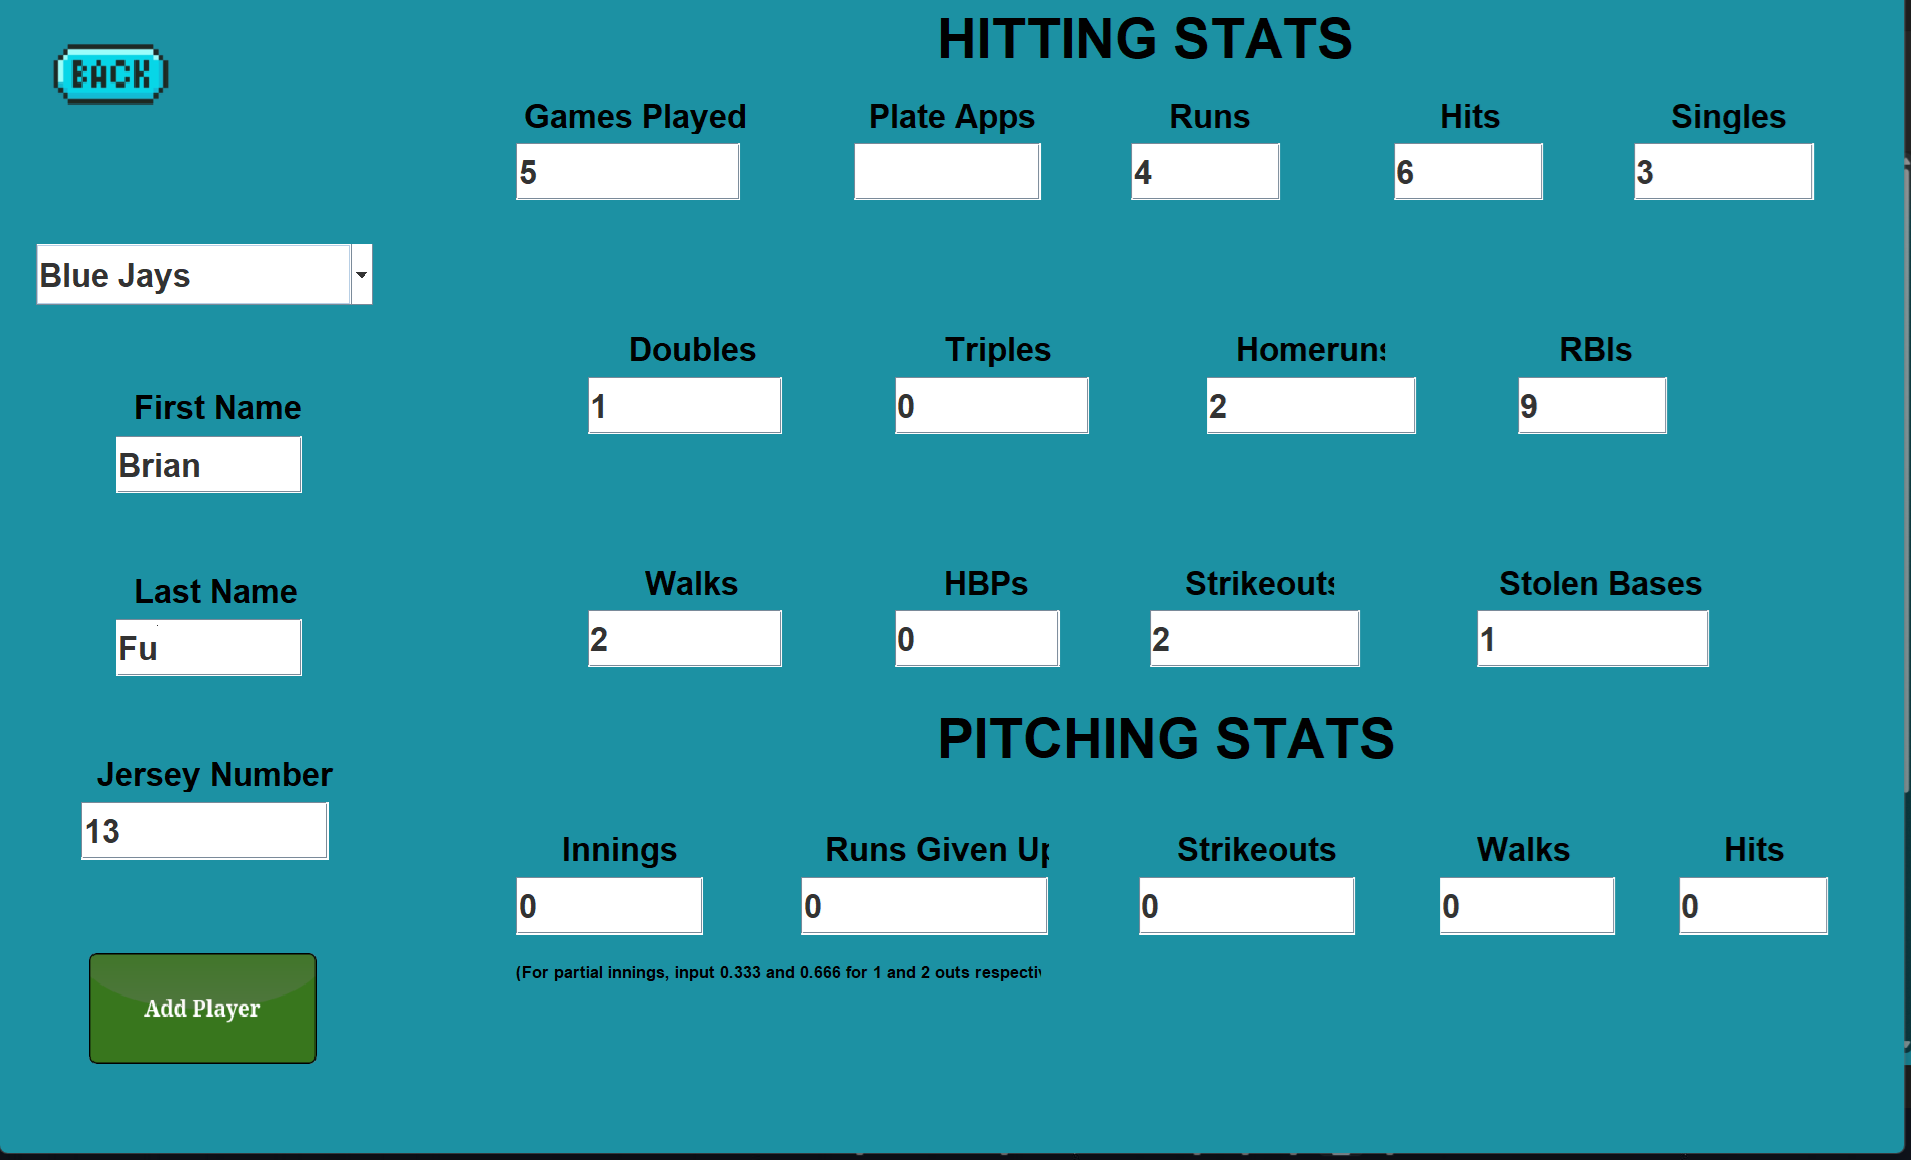 BACK
HITTING STATS
Games Played Plate Apps Runs Hits Singles
5 4 6 3
Blue Jays
Doubles Triples Homeruns RBIs
1 0 2 9
First Name
Brian
Walks HBPs Strikeouts Stolen Bases
2 0 2 1
Last Name
Fu
PITCHING STATS
Jersey Number
13
Innings Runs Given Up Strikeouts Walks Hits
0 0 0 0 0
(For partial innings, input 0.333 and 0.666 for 1 and 2 outs respectiv
Add Player